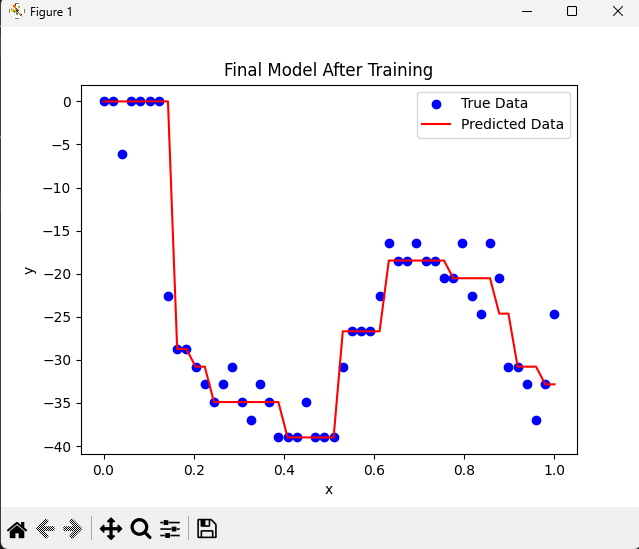 Figure 1
Final Model After Training
True Data
Predicted Data
0
−5
−10
−15
−20
−25
−30
−35
−40
y
0.0 0.2 0.4 0.6 0.8 1.0
x